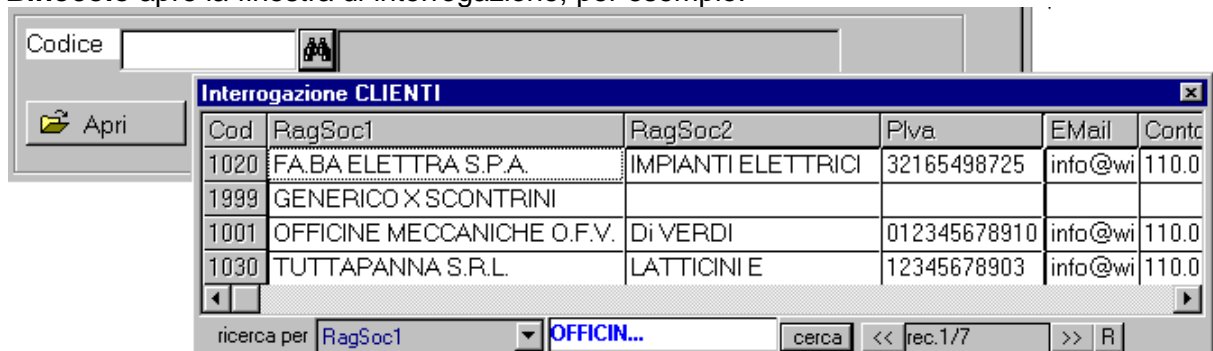 Binocolo apre la finestra di interrogazione, per esempio:
Codice
Interrogazione CLIENTI
Apri
Cod RagSoc1 RagSoc2 PIva EMail Conto
1020 FA.BA ELETTRA S.P.A. IMPIANTI ELETTRICI 32165498725 info@wi 110.0
1999 GENERICO X SCONTRINI
1001 OFFICINE MECCANICHE O.F.V. Di VERDI 012345678910 info@wi 110.0
1030 TUTTAPANNA S.R.L. LATTICINI E 12345678903 info@wi 110.0
ricerca per RagSoc1 OFFICIN... cerca << rec.1/7 >> R